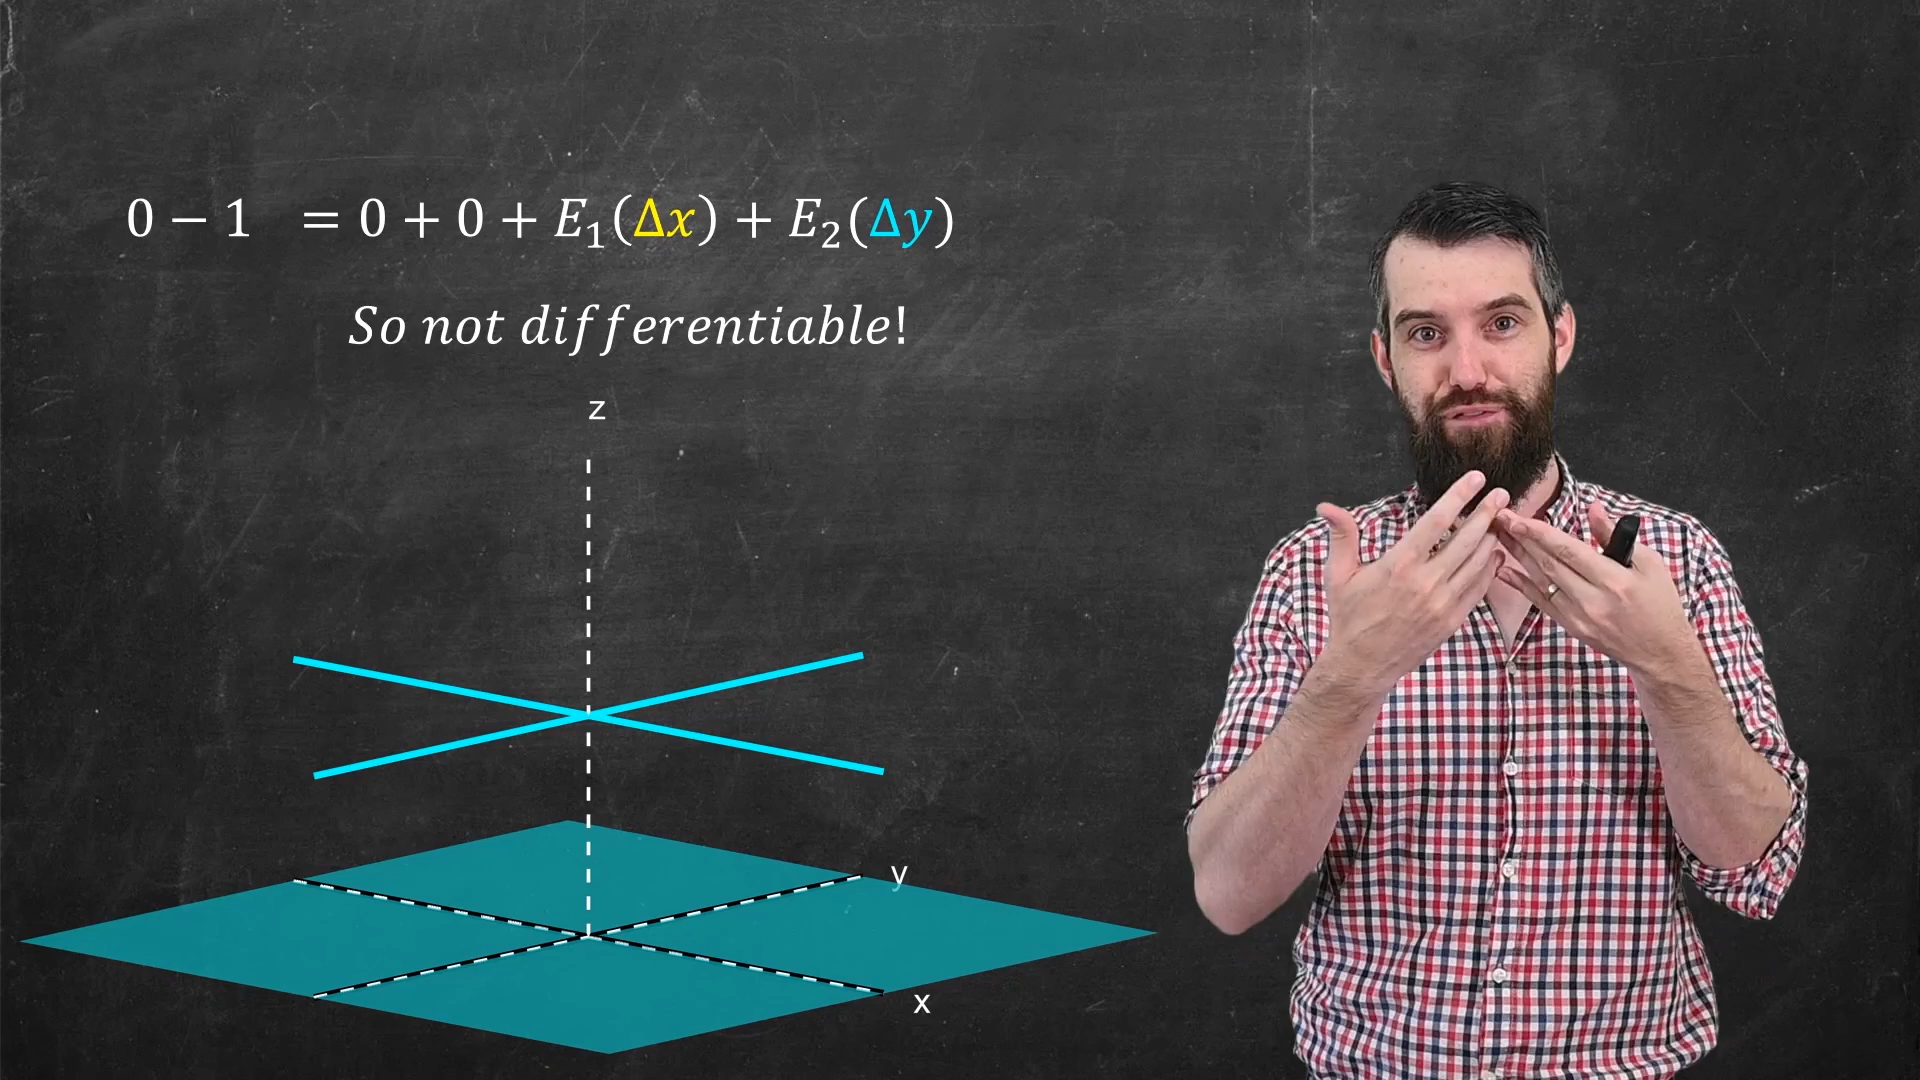 0 − 1 = 0 + 0 + E₁(Δx) + E₂(Δy)
So not differentiable!
z
y
x